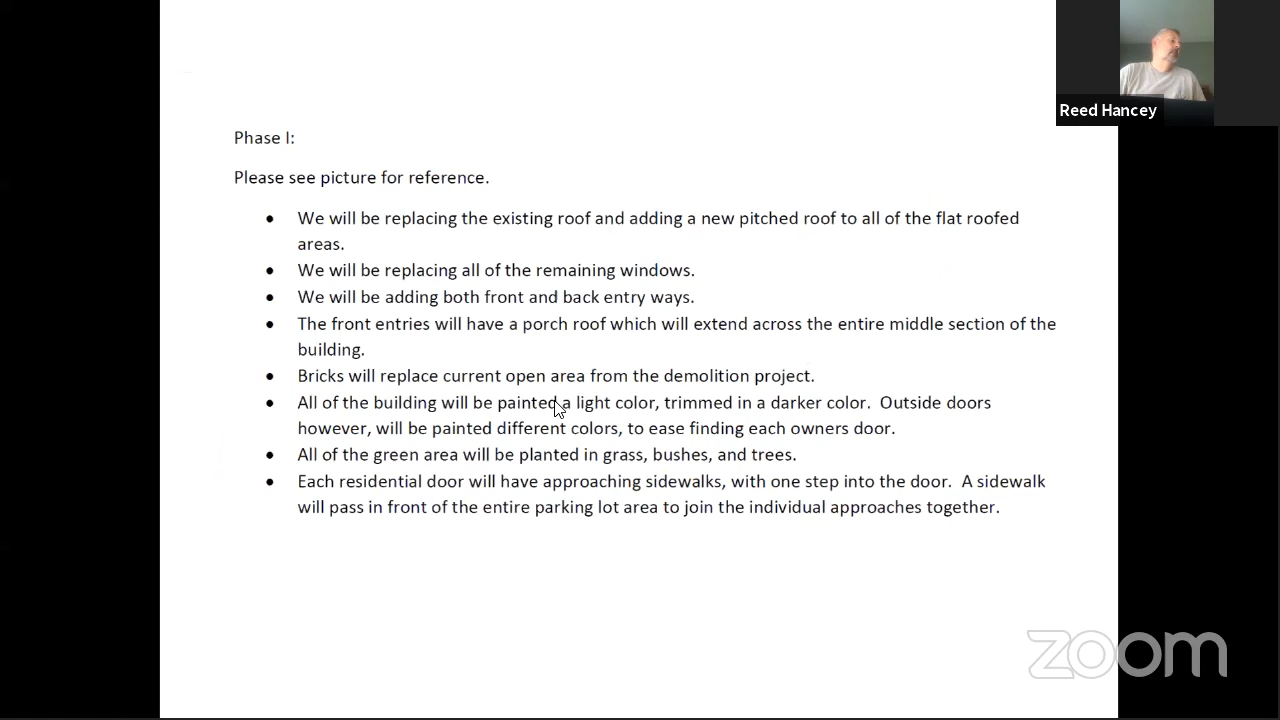 Reed Hancey
Phase I:
Please see picture for reference.
• We will be replacing the existing roof and adding a new pitched roof to all of the flat roofed
areas.
• We will be replacing all of the remaining windows.
• We will be adding both front and back entry ways.
• The front entries will have a porch roof which will extend across the entire middle section of the
building.
• Bricks will replace current open area from the demolition project.
• All of the building will be painted a light color, trimmed in a darker color. Outside doors
however, will be painted different colors, to ease finding each owners door.
• All of the green area will be planted in grass, bushes, and trees.
• Each residential door will have approaching sidewalks, with one step into the door. A sidewalk
will pass in front of the entire parking lot area to join the individual approaches together.
zoom